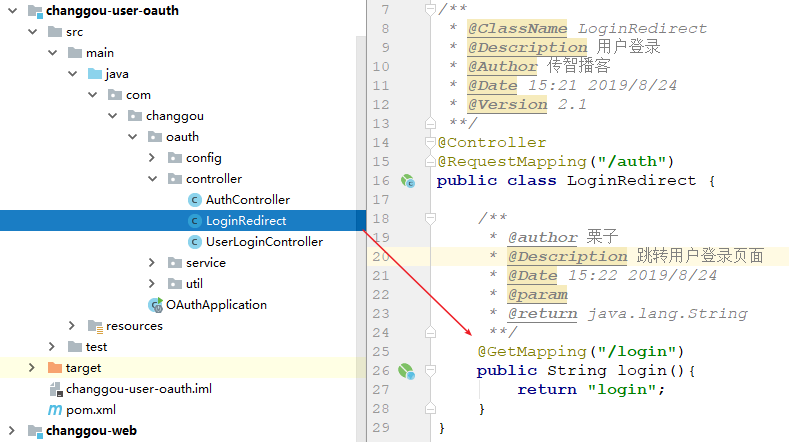 changgou-user-oauth
src
main
java
com
changgou
oauth
config
controller
AuthController
LoginRedirect
UserLoginController
service
util
OAuthApplication
resources
test
target
changgou-user-oauth.iml
pom.xml
changgou-web
7 /**
8 * @ClassName LoginRedirect
9 * @Description 用户登录
10 * @Author 传智播客
11 * @Date 15:21 2019/8/24
12 * @Version 2.1
13 **/
14 @Controller
15 @RequestMapping("/auth")
16 public class LoginRedirect {
17
18 /**
19 * @author 栗子
20 * @Description 跳转用户登录页面
21 * @Date 15:22 2019/8/24
22 * @param
23 * @return java.lang.String
24 **/
25 @GetMapping("/login")
26 public String login(){
27 return "login";
28 }
29 }